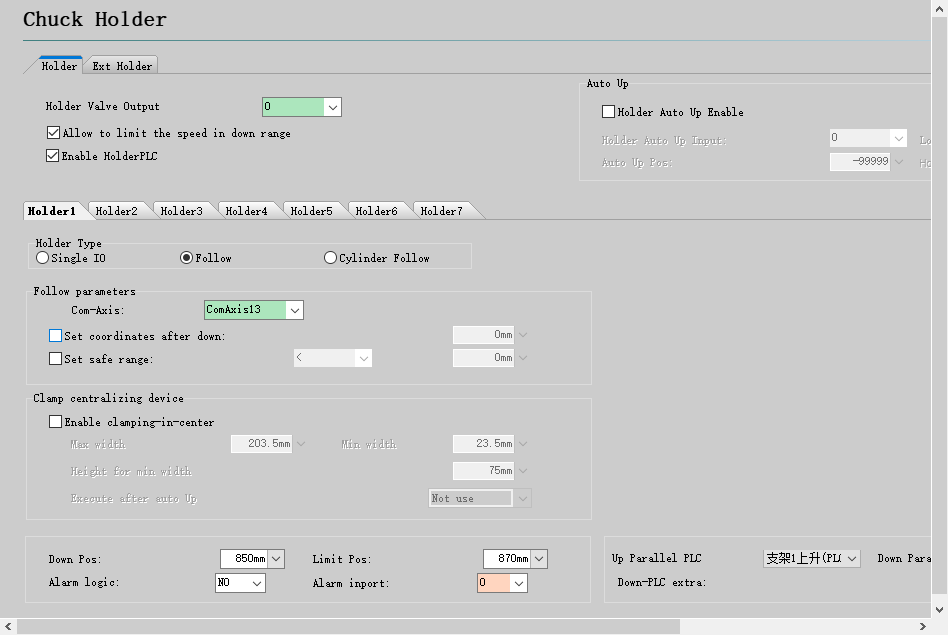 Chuck Holder
Holder Ext Holder
Auto Up
Holder Valve Output 0
Holder Auto Up Enable
Allow to limit the speed in down range
Holder Auto Up Input: 0 Lo
Enable HolderPLC
Auto Up Pos: -99999 Ho
Holder1 Holder2 Holder3 Holder4 Holder5 Holder6 Holder7
Holder Type
Single IO Follow Cylinder Follow
Follow parameters
Com-Axis: ComAxis13
Set coordinates after down: 0mm
Set safe range: < 0mm
Clamp centralizing device
Enable clamping-in-center
Max width 203.5mm Min width 23.5mm
Height for min width 75mm
Execute after auto Up Not use
Down Pos: 850mm Limit Pos: 870mm Up Parallel PLC 支架1上升(PLC Down Para
Alarm logic: NO Alarm inport: 0 Down-PLC extra: